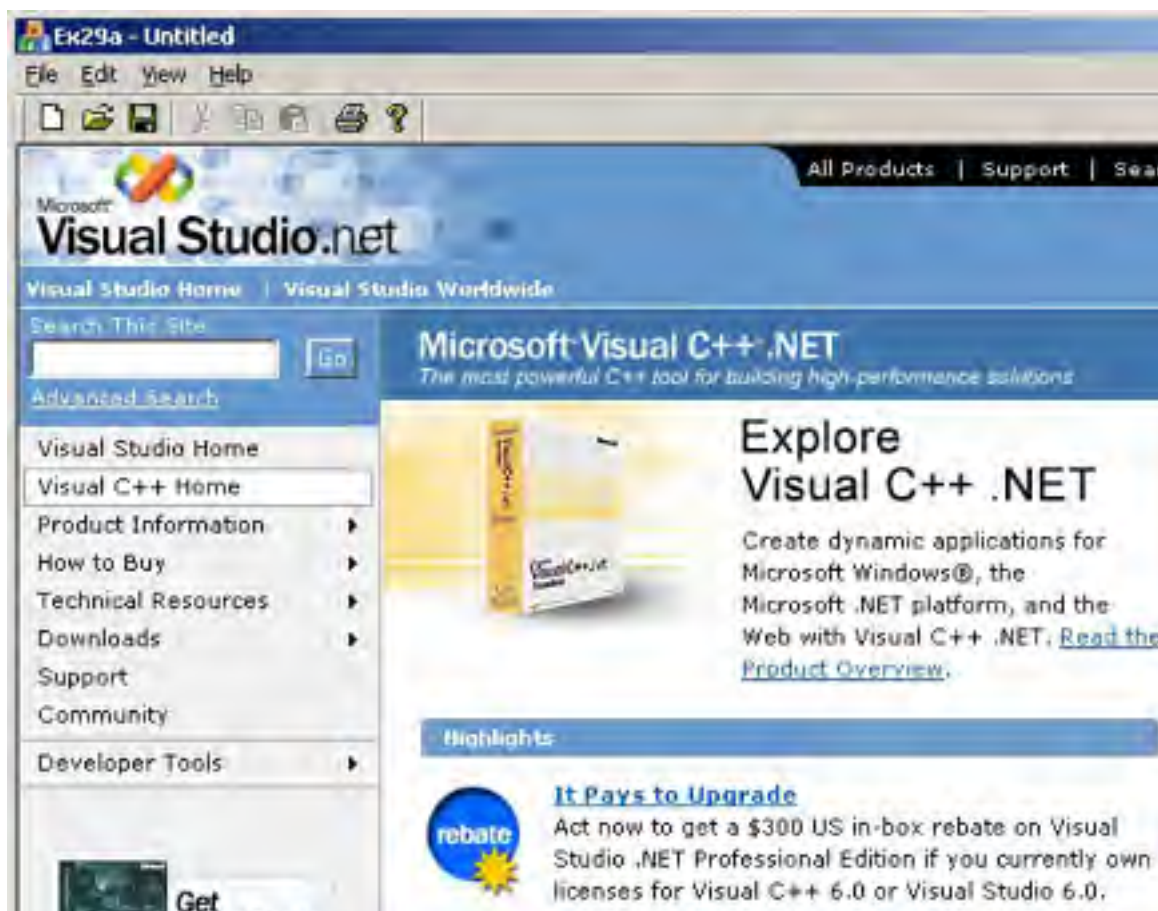 Ex29a - Untitled
File Edit View Help
All Products | Support | Sea
Microsoft
Visual Studio.net
Visual Studio Home | Visual Studio Worldwide
Search This Site
Go
Advanced Search
Microsoft Visual C++ .NET
The most powerful C++ tool for building high-performance solutions
Visual Studio Home
Visual C++ Home
Product Information
How to Buy
Technical Resources
Downloads
Support
Community
Developer Tools
Get
Explore
Visual C++ .NET
Create dynamic applications for
Microsoft Windows®, the
Microsoft .NET platform, and the
Web with Visual C++ .NET. Read the
Product Overview.
Highlights
rebate
It Pays to Upgrade
Act now to get a $300 US in-box rebate on Visual
Studio .NET Professional Edition if you currently own
licenses for Visual C++ 6.0 or Visual Studio 6.0.